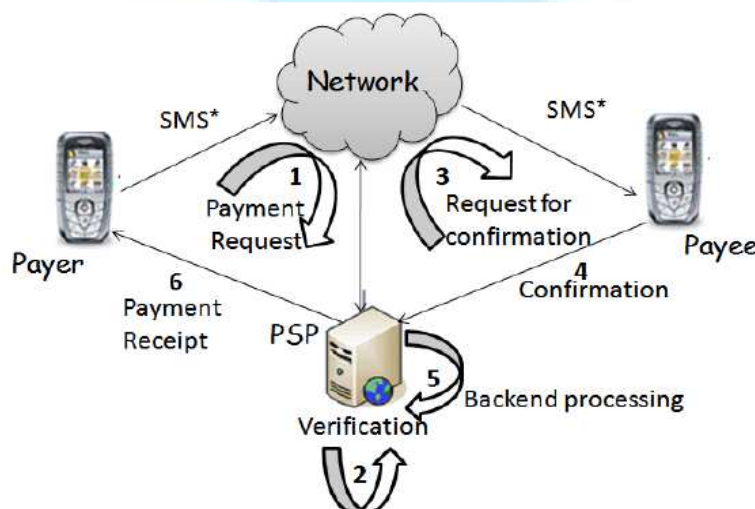 Network
SMS*
SMS*
1
Payment
Request
3
Request for
confirmation
Payer
Payee
6
Payment
Receipt
4
Confirmation
PSP
5
Backend processing
Verification
2